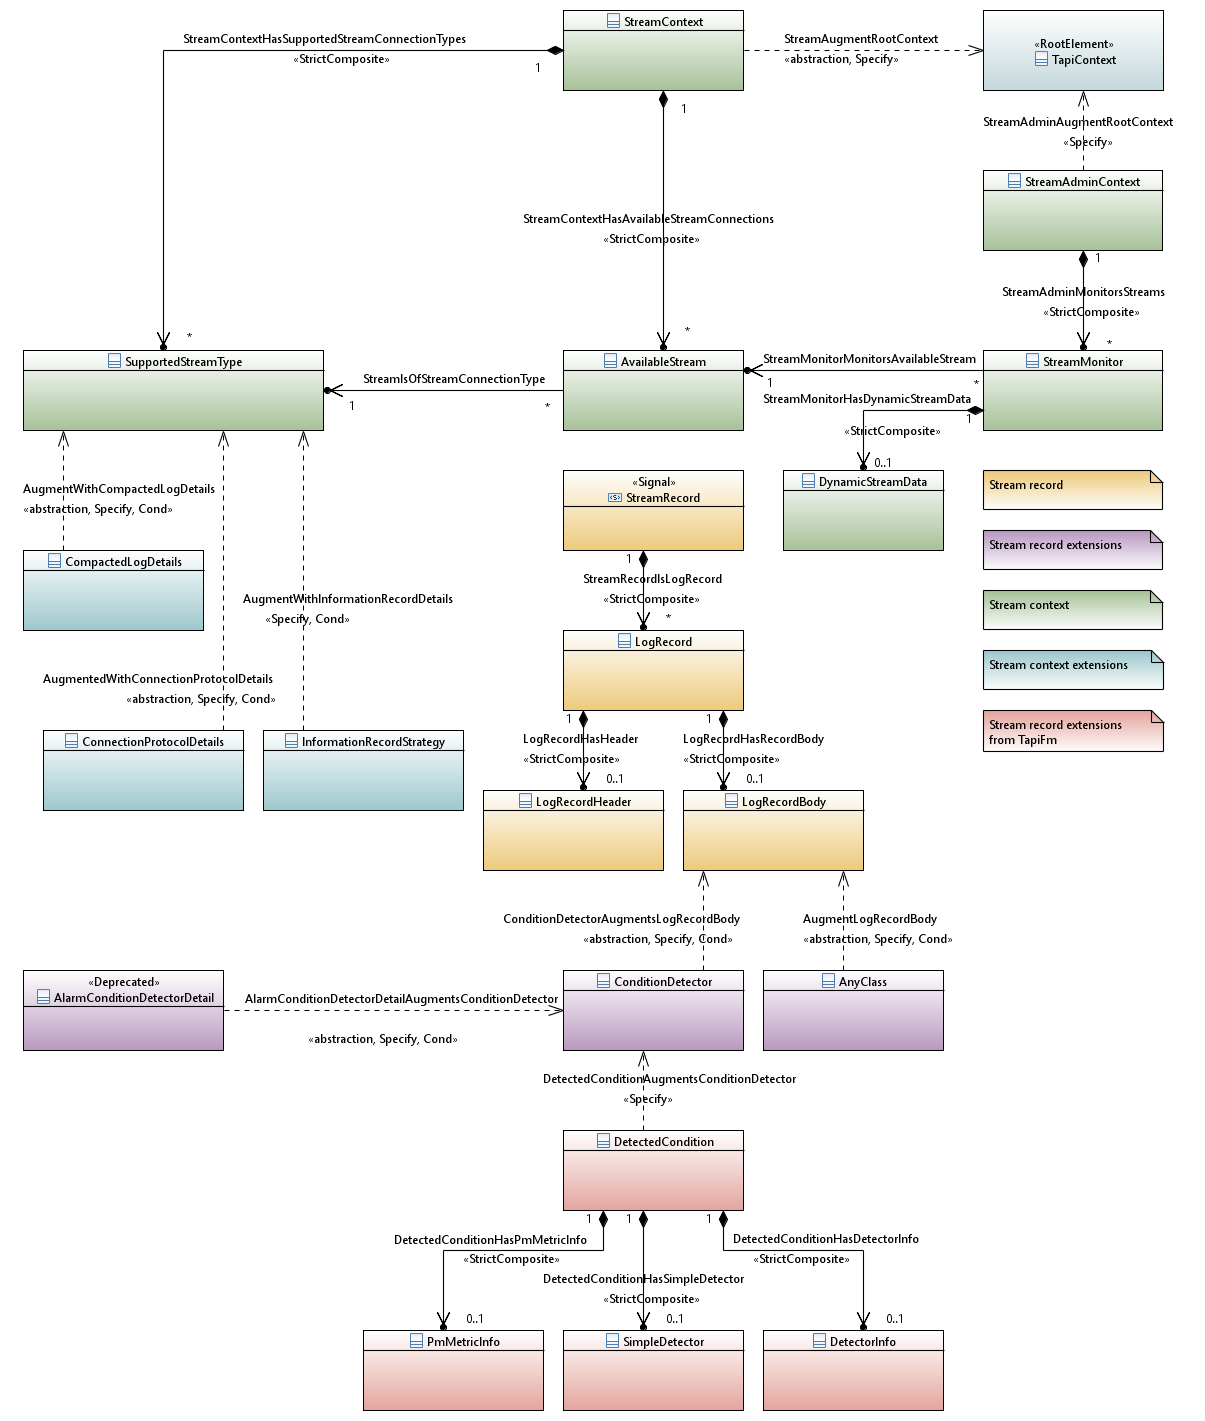 StreamContext
StreamContextHasSupportedStreamConnectionTypes
«StrictComposite»
1
StreamAugmentRootContext
«abstraction, Specify»
«RootElement»
TapiContext
1
StreamAdminAugmentRootContext
«Specify»
StreamAdminContext
StreamContextHasAvailableStreamConnections
«StrictComposite»
1
StreamAdminMonitorsStreams
«StrictComposite»
*
*
*
SupportedStreamType
AvailableStream
StreamMonitor
StreamMonitorMonitorsAvailableStream
1
*
StreamIsOfStreamConnectionType
1
*
StreamMonitorHasDynamicStreamData
1
«StrictComposite»
0..1
DynamicStreamData
«Signal»
StreamRecord
Stream record
AugmentWithCompactedLogDetails
«abstraction, Specify, Cond»
Stream record extensions
CompactedLogDetails
1
StreamRecordIsLogRecord
«StrictComposite»
*
AugmentWithInformationRecordDetails
«Specify, Cond»
Stream context
LogRecord
Stream context extensions
AugmentedWithConnectionProtocolDetails
«abstraction, Specify, Cond»
1
1
Stream record extensions
from TapiFm
ConnectionProtocolDetails
InformationRecordStrategy
LogRecordHasHeader
«StrictComposite»
0..1
LogRecordHasRecordBody
«StrictComposite»
0..1
LogRecordHeader
LogRecordBody
ConditionDetectorAugmentsLogRecordBody
«abstraction, Specify, Cond»
AugmentLogRecordBody
«abstraction, Specify, Cond»
«Deprecated»
AlarmConditionDetectorDetail
ConditionDetector
AnyClass
AlarmConditionDetectorDetailAugmentsConditionDetector
«abstraction, Specify, Cond»
DetectedConditionAugmentsConditionDetector
«Specify»
DetectedCondition
1
1
1
DetectedConditionHasPmMetricInfo
«StrictComposite»
DetectedConditionHasDetectorInfo
«StrictComposite»
DetectedConditionHasSimpleDetector
«StrictComposite»
0..1
0..1
0..1
PmMetricInfo
SimpleDetector
DetectorInfo